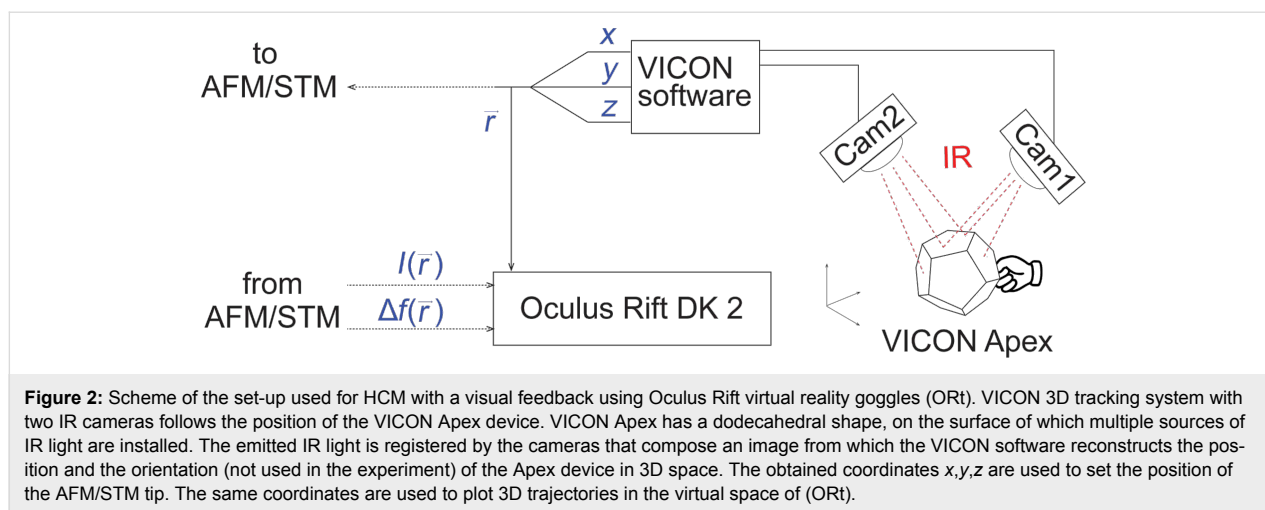 to
AFM/STM
r
x
y
z
VICON
software
Cam2
IR
Cam1
from
AFM/STM
I(r)
Δf(r)
Oculus Rift DK 2
VICON Apex
Figure 2: Scheme of the set-up used for HCM with a visual feedback using Oculus Rift virtual reality goggles (ORt). VICON 3D tracking system with
two IR cameras follows the position of the VICON Apex device. VICON Apex has a dodecahedral shape, on the surface of which multiple sources of
IR light are installed. The emitted IR light is registered by the cameras that compose an image from which the VICON software reconstructs the pos-
ition and the orientation (not used in the experiment) of the Apex device in 3D space. The obtained coordinates x,y,z are used to set the position of
the AFM/STM tip. The same coordinates are used to plot 3D trajectories in the virtual space of (ORt).